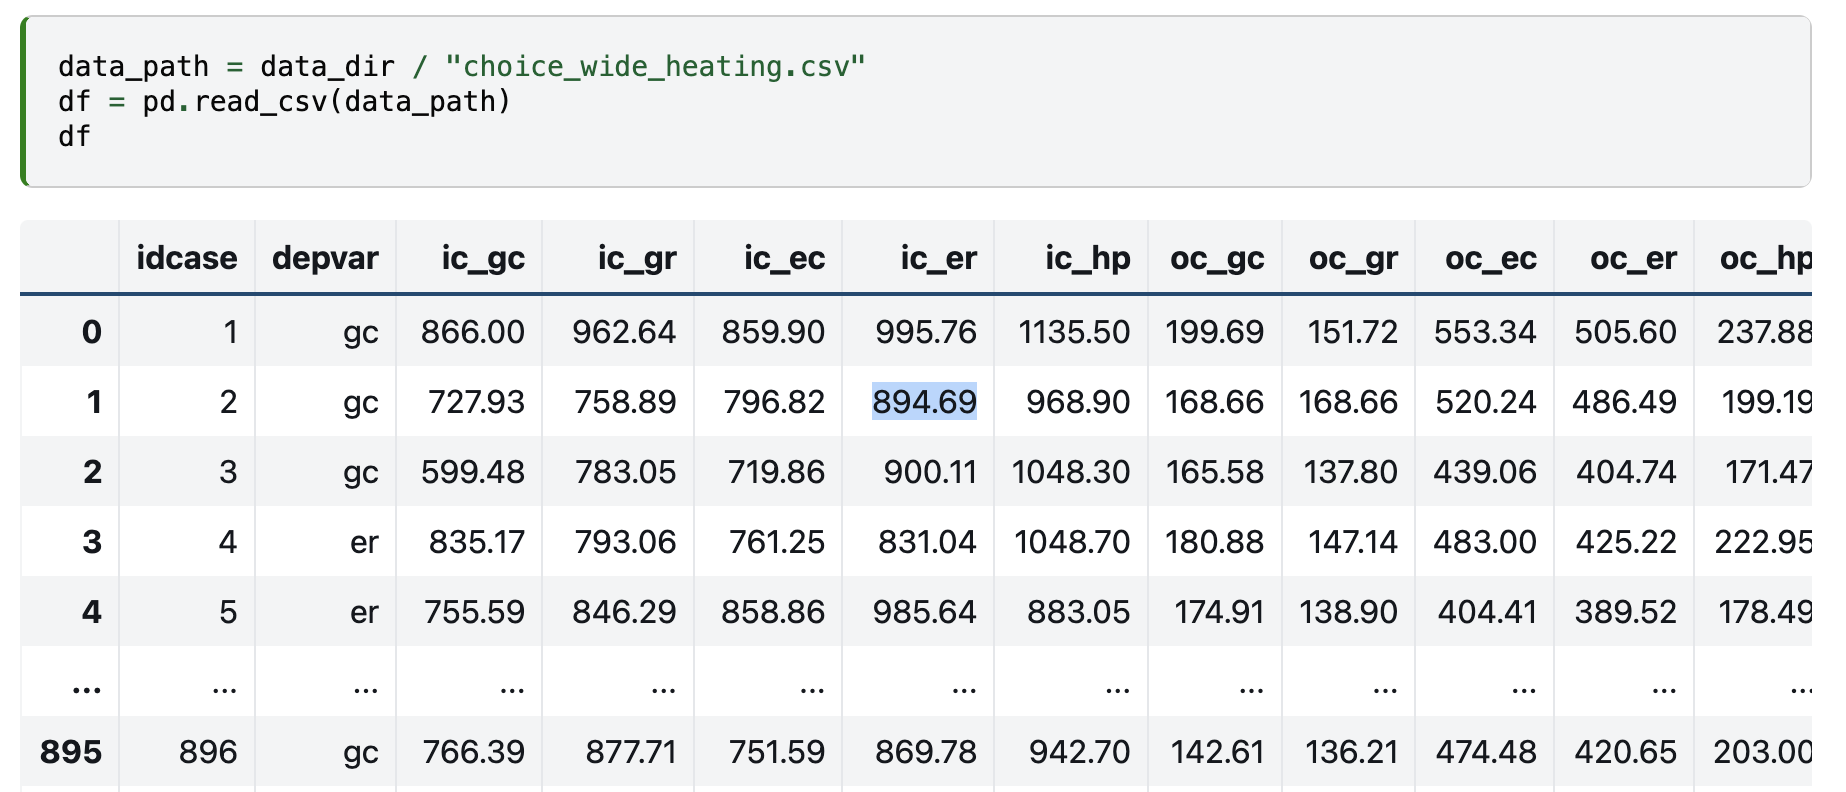 data_path = data_dir / "choice_wide_heating.csv"
df = pd.read_csv(data_path)
df
idcase depvar ic_gc ic_gr ic_ec ic_er ic_hp oc_gc oc_gr oc_ec oc_er oc_hp
0 1 gc 866.00 962.64 859.90 995.76 1135.50 199.69 151.72 553.34 505.60 237.88
1 2 gc 727.93 758.89 796.82 894.69 968.90 168.66 168.66 520.24 486.49 199.19
2 3 gc 599.48 783.05 719.86 900.11 1048.30 165.58 137.80 439.06 404.74 171.47
3 4 er 835.17 793.06 761.25 831.04 1048.70 180.88 147.14 483.00 425.22 222.95
4 5 er 755.59 846.29 858.86 985.64 883.05 174.91 138.90 404.41 389.52 178.49
... ... ... ... ... ... ... ... ... ... ... ... ...
895 896 gc 766.39 877.71 751.59 869.78 942.70 142.61 136.21 474.48 420.65 203.00